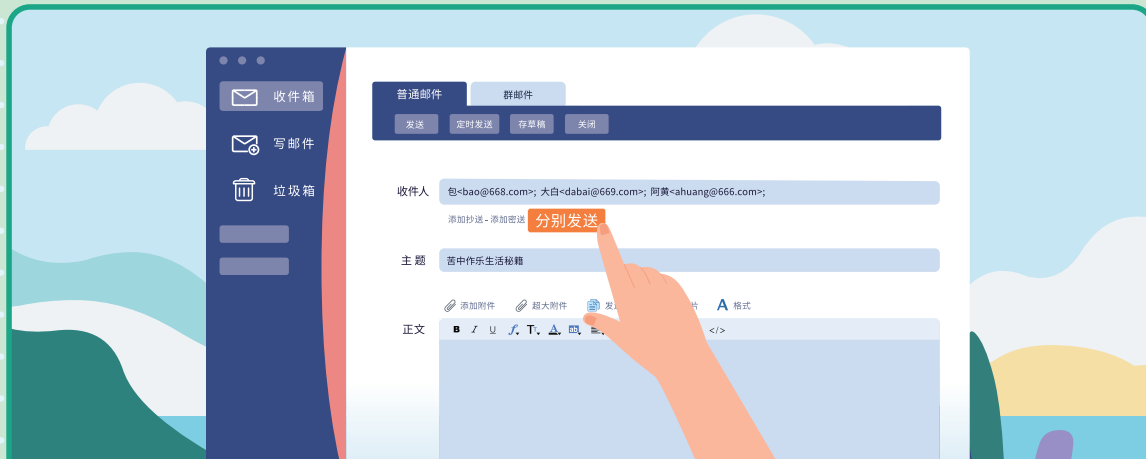 收件箱
写邮件
垃圾箱
普通邮件 群邮件
发送 定时发送 存草稿 关闭
收件人 包<bao@668.com>; 大白<dabai@669.com>; 阿黄<ahuang@666.com>;
添加抄送 - 添加密送 分别发送
主题 苦中作乐生活秘籍
添加附件 超大附件 发 片 A 格式
正文 B I U f T A </>